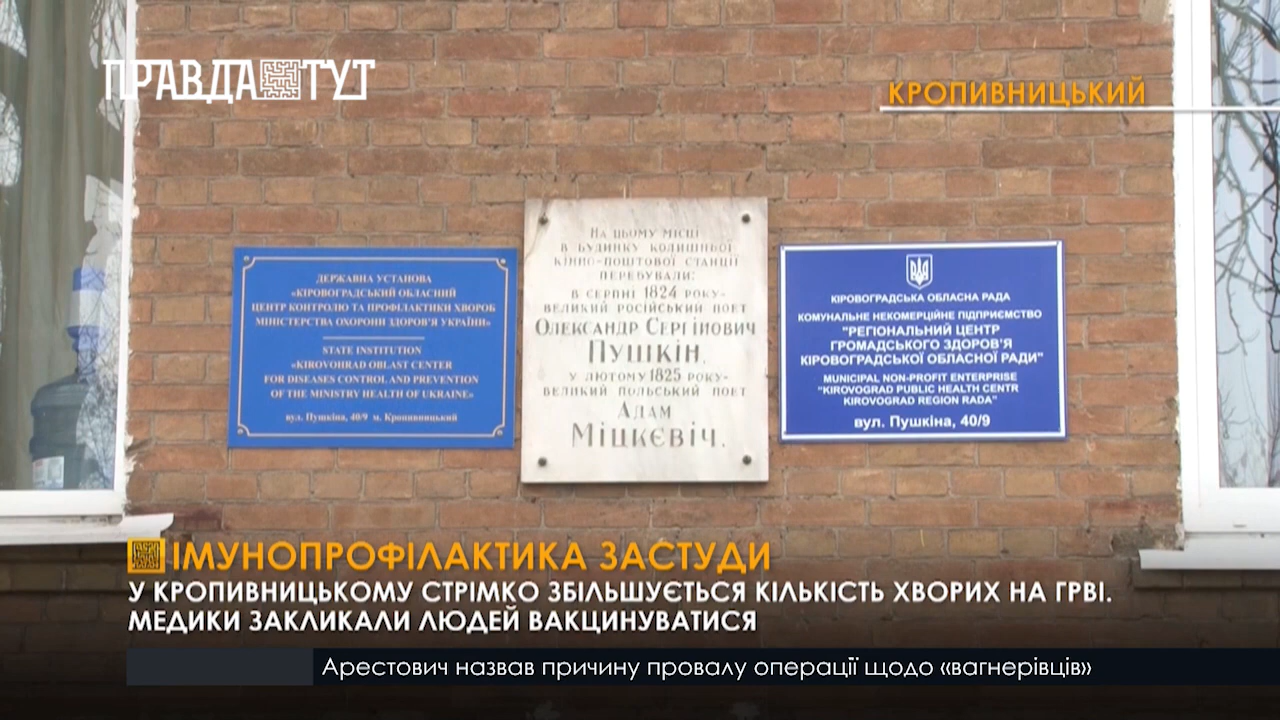 ПРАВДА ТУТ
КРОПИВНИЦЬКИЙ
ДЕРЖАВНА УСТАНОВА
«КІРОВОГРАДСЬКИЙ ОБЛАСНИЙ
ЦЕНТР КОНТРОЛЮ ТА ПРОФІЛАКТИКИ ХВОРОБ
МІНІСТЕРСТВА ОХОРОНИ ЗДОРОВ'Я УКРАЇНИ»
STATE INSTITUTION
«KIROVOHRAD OBLAST CENTER
FOR DISEASES CONTROL AND PREVENTION
OF THE MINISTRY HEALTH OF UKRAINE»
вул. Пушкіна, 40/9 м. Кропивницький
НА ЦЬОМУ МІСЦІ
В БУДИНКУ КОЛИШНЬОЇ
КІННО-ПОШТОВОЇ СТАНЦІЇ
ПЕРЕБУВАЛИ:
В СЕРПНІ 1824 РОКУ-
ВЕЛИКИЙ РОСІЙСЬКИЙ ПОЕТ
ОЛЕКСАНДР СЕРГІЙОВИЧ
ПУШКІН,
У ЛЮТОМУ 1825 РОКУ-
ВЕЛИКИЙ ПОЛЬСЬКИЙ ПОЕТ
АДАМ
МІЦКЄВІЧ.
КІРОВОГРАДСЬКА ОБЛАСНА РАДА
КОМУНАЛЬНЕ НЕКОМЕРЦІЙНЕ ПІДПРИЄМСТВО
"РЕГІОНАЛЬНИЙ ЦЕНТР
ГРОМАДСЬКОГО ЗДОРОВ'Я
КІРОВОГРАДСЬКОЇ ОБЛАСНОЇ РАДИ"
MUNICIPAL NON-PROFIT ENTERPRISE
"KIROVOGRAD PUBLIC HEALTH CENTR
KIROVOGRAD REGION RADA"
вул. Пушкіна, 40/9
ІМУНОПРОФІЛАКТИКА ЗАСТУДИ
У КРОПИВНИЦЬКОМУ СТРІМКО ЗБІЛЬШУЄТЬСЯ КІЛЬКІСТЬ ХВОРИХ НА ГРВІ.
МЕДИКИ ЗАКЛИКАЛИ ЛЮДЕЙ ВАКЦИНУВАТИСЯ
Арестович назвав причину провалу операції щодо «вагнерівців»